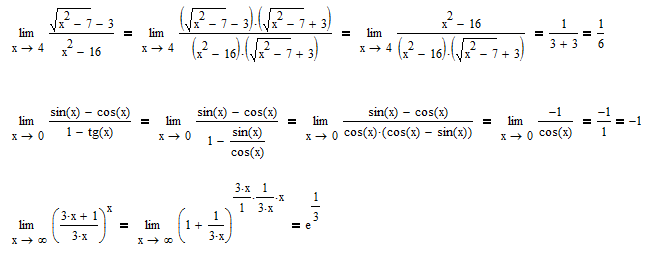 lim x → 4 (√(x² − 7) − 3)/(x² − 16) = lim x → 4 ((√(x² − 7) − 3)·(√(x² − 7) + 3))/((x² − 16)·(√(x² − 7) + 3)) = lim x → 4 (x² − 16)/((x² − 16)·(√(x² − 7) + 3)) = 1/(3 + 3) = 1/6
lim x → 0 (sin(x) − cos(x))/(1 − tg(x)) = lim x → 0 (sin(x) − cos(x))/(1 − sin(x)/cos(x)) = lim x → 0 (sin(x) − cos(x))/(cos(x)·(cos(x) − sin(x))) = lim x → 0 −1/cos(x) = −1/1 = −1
lim x → ∞ ((3·x + 1)/(3·x))^x = lim x → ∞ (1 + 1/(3·x))^((3·x)/1 · 1/(3·x) · x) = e^(1/3)